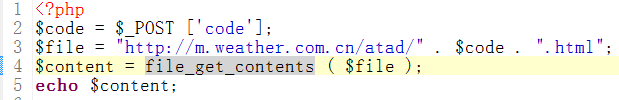 1 <?php
2 $code = $_POST ['code'];
3 $file = "http://m.weather.com.cn/atad/" . $code . ".html";
4 $content = file_get_contents ( $file );
5 echo $content;